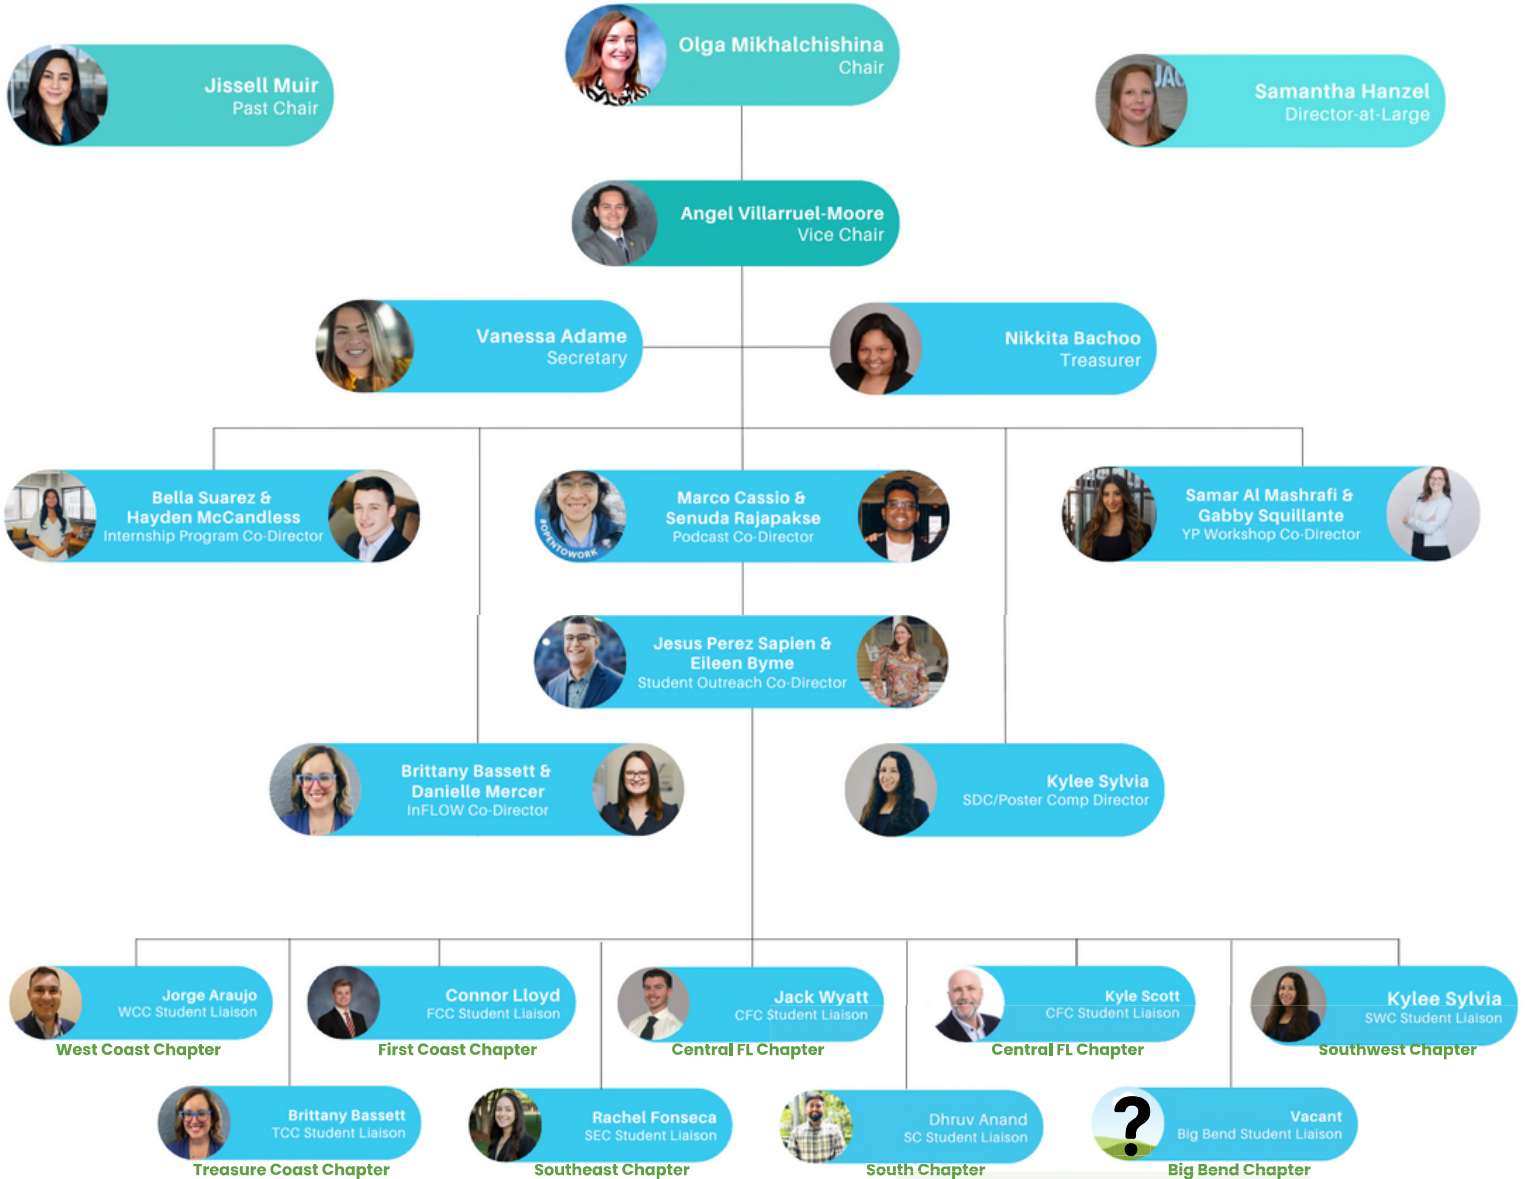 Olga Mikhalchishina
Chair
Jissell Muir
Past Chair
JAC
Samantha Hanzel
Director-at-Large
Angel Villarruel-Moore
Vice Chair
Vanessa Adame
Secretary
Nikkita Bachoo
Treasurer
Bella Suarez &
Hayden McCandless
Internship Program Co-Director
#OPENTOWORK
Marco Cassio &
Senuda Rajapakse
Podcast Co-Director
Samar Al Mashrafi &
Gabby Squillante
YP Workshop Co-Director
Jesus Perez Sapien &
Eileen Byme
Student Outreach Co-Director
Brittany Bassett &
Danielle Mercer
InFLOW Co-Director
Kylee Sylvia
SDC/Poster Comp Director
Jorge Araujo
WCC Student Liaison
West Coast Chapter
Connor Lloyd
FCC Student Liaison
First Coast Chapter
Jack Wyatt
CFC Student Liaison
Central FL Chapter
Kyle Scott
CFC Student Liaison
Central FL Chapter
Kylee Sylvia
SWC Student Liaison
Southwest Chapter
Brittany Bassett
TCC Student Liaison
Treasure Coast Chapter
Rachel Fonseca
SEC Student Liaison
Southeast Chapter
Dhruv Anand
SC Student Liaison
South Chapter
?
Vacant
Big Bend Student Liaison
Big Bend Chapter